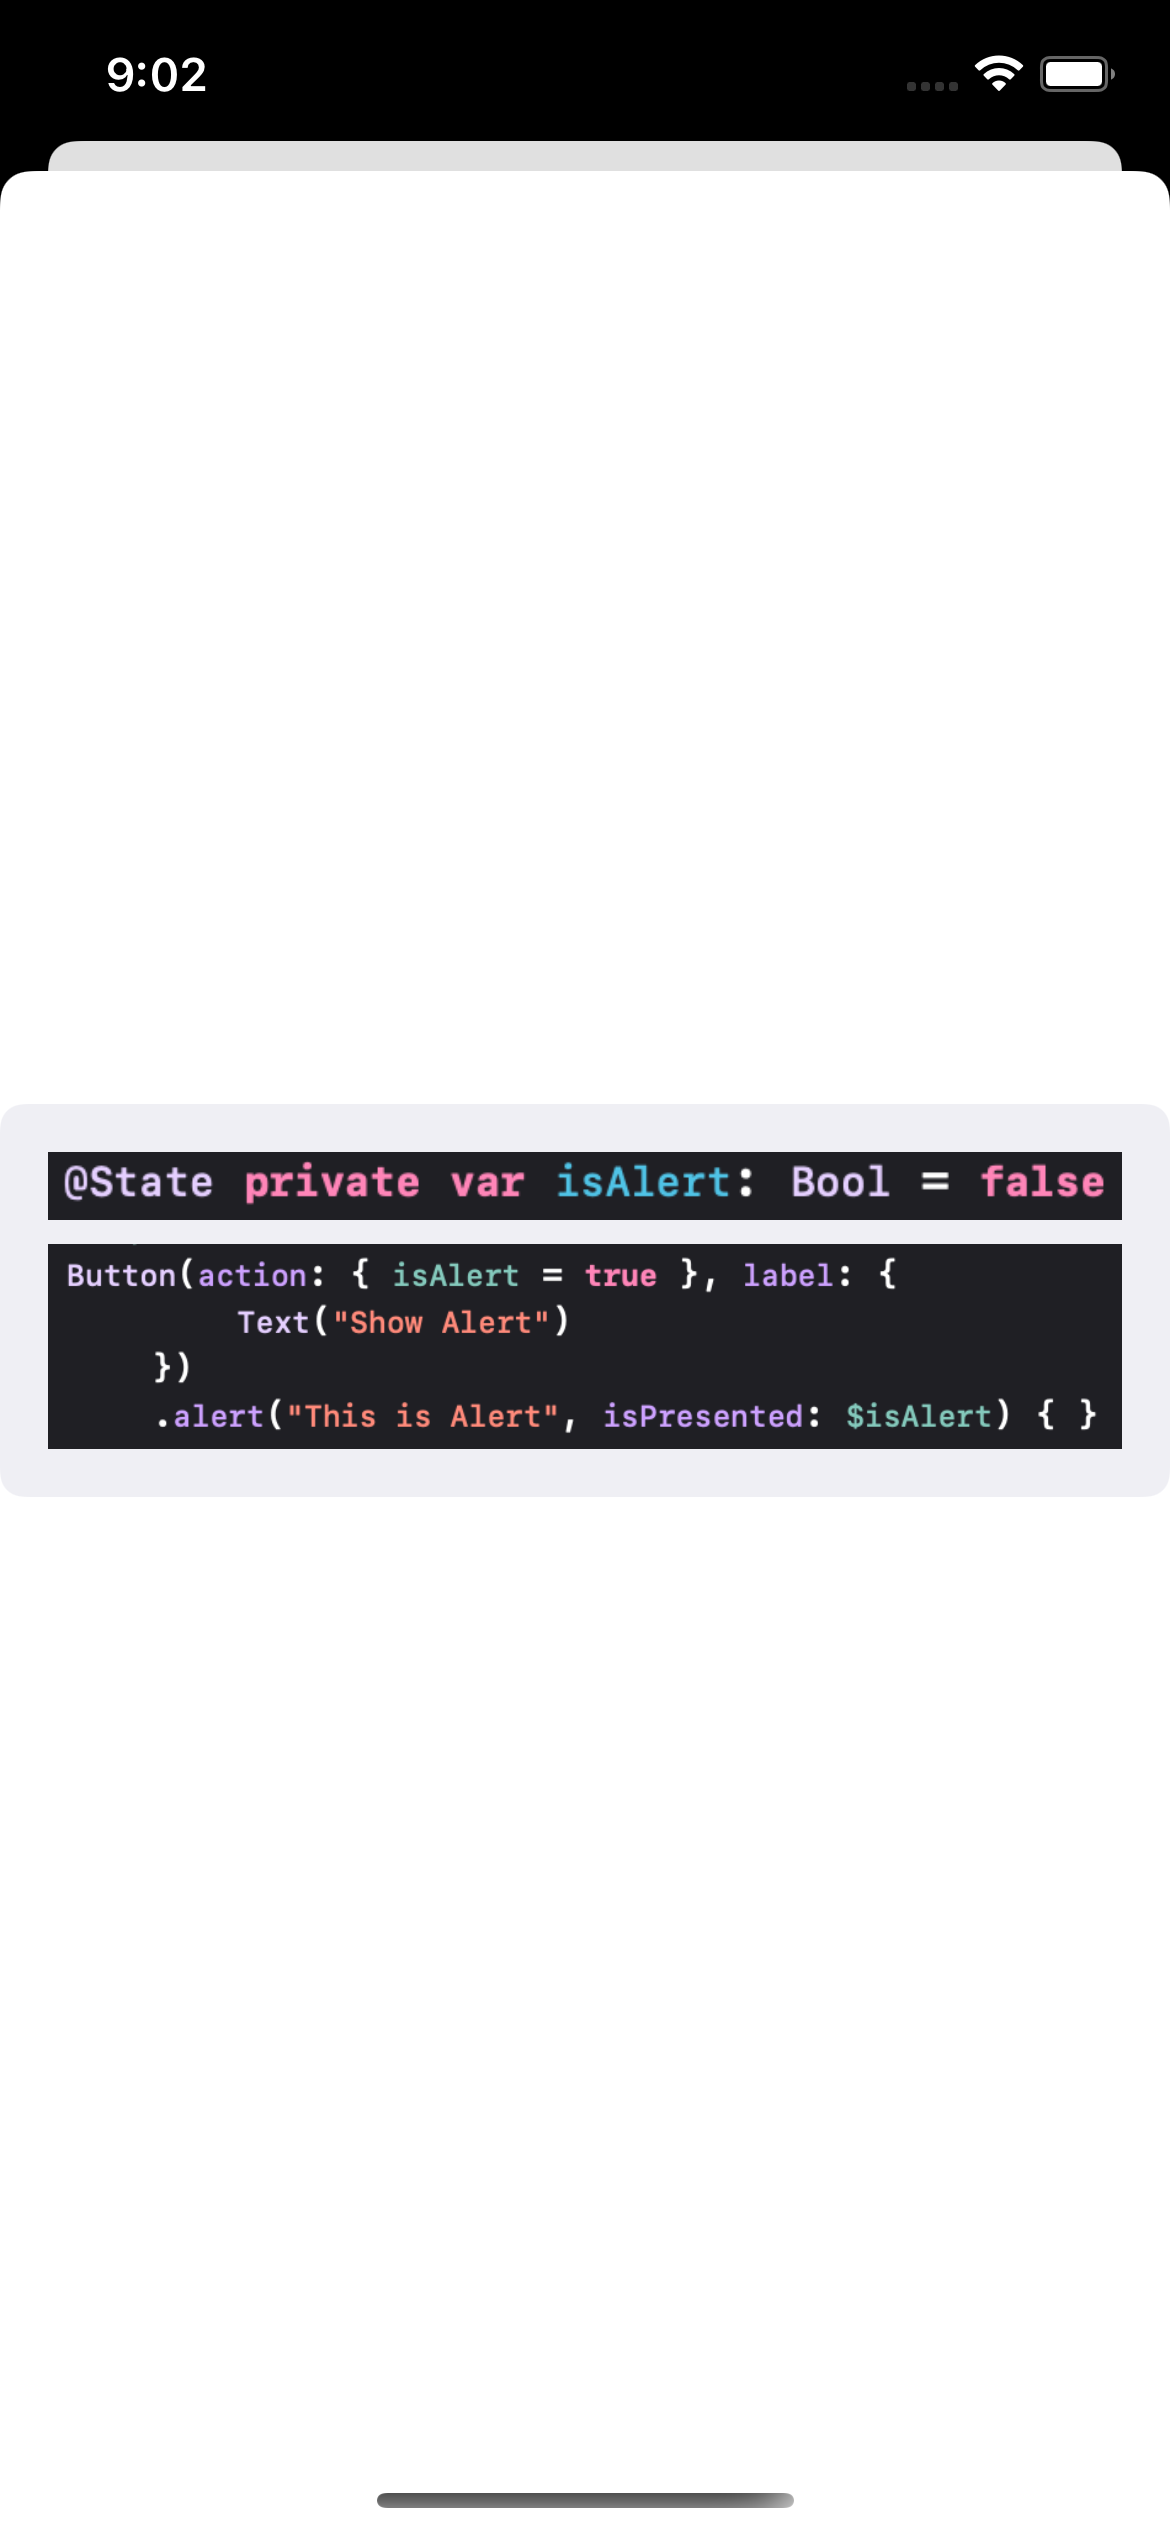 9:02
@State private var isAlert: Bool = false
Button(action: { isAlert = true }, label: {
Text("Show Alert")
})
.alert("This is Alert", isPresented: $isAlert) { }